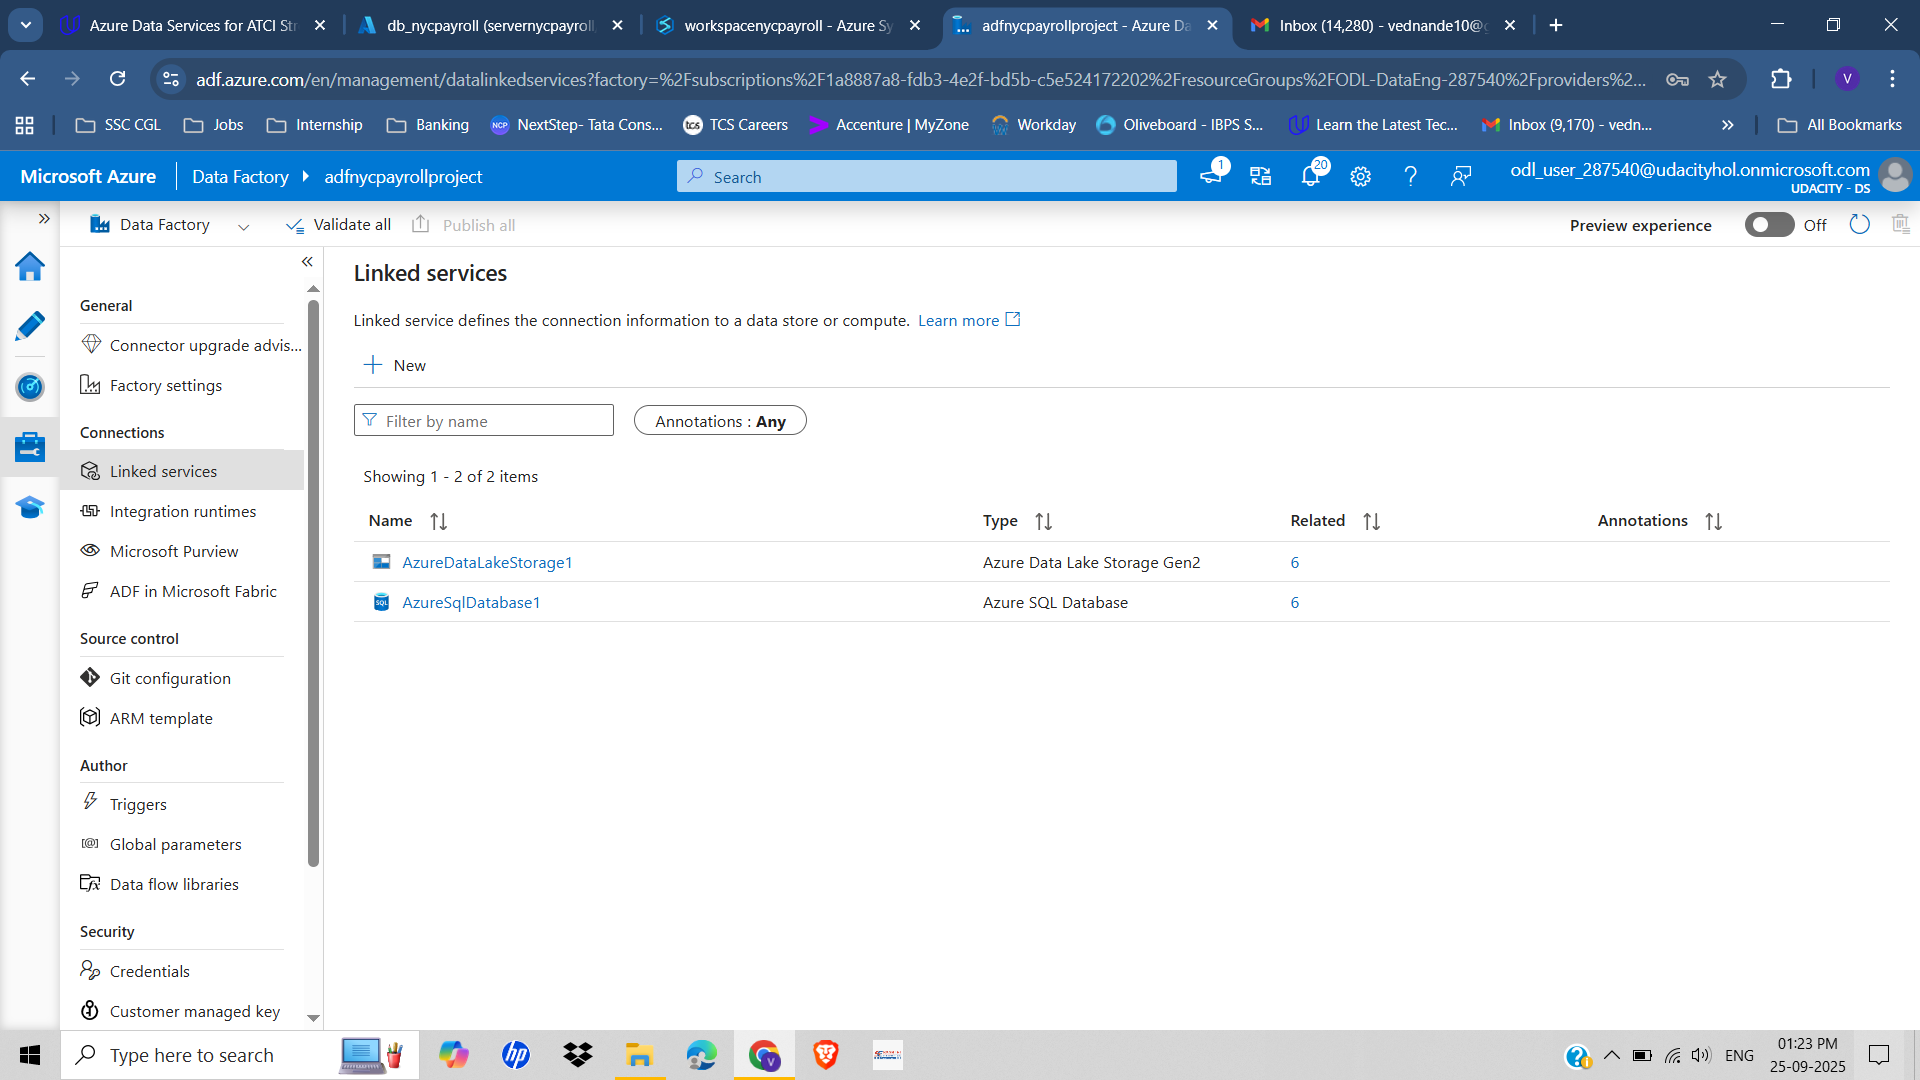 Azure Data Services for ATCI Str
db_nycpayroll (servernycpayroll,
workspacenycpayroll - Azure Sy
adfnycpayrollproject - Azure Da
Inbox (14,280) - vednande10@g
adf.azure.com/en/management/datalinkedservices?factory=%2Fsubscriptions%2F1a8887a8-fdb3-4e2f-bd5b-c5e524172202%2FresourceGroups%2FODL-DataEng-287540%2Fproviders%2...
V
SSC CGL
Jobs
Internship
Banking
NCP
NextStep- Tata Cons...
tcs
TCS Careers
Accenture | MyZone
Workday
Oliveboard - IBPS S...
Learn the Latest Tec...
Inbox (9,170) - vedn...
»
All Bookmarks
Microsoft Azure
Data Factory
adfnycpayrollproject
Search
1
20
odl_user_287540@udacityhol.onmicrosoft.com
UDACITY - DS
Data Factory
Validate all
Publish all
Preview experience
Off
General
Connector upgrade advis...
Factory settings
Connections
Linked services
Integration runtimes
Microsoft Purview
ADF in Microsoft Fabric
Source control
Git configuration
ARM template
Author
Triggers
Global parameters
Data flow libraries
Security
Credentials
Customer managed key
Linked services
Linked service defines the connection information to a data store or compute. Learn more
New
Filter by name
Annotations : Any
Showing 1 - 2 of 2 items
Name Type Related Annotations
AzureDataLakeStorage1 Azure Data Lake Storage Gen2 6
SQL AzureSqlDatabase1 Azure SQL Database 6
Type here to search
hp
V
ENG
01:23 PM
25-09-2025